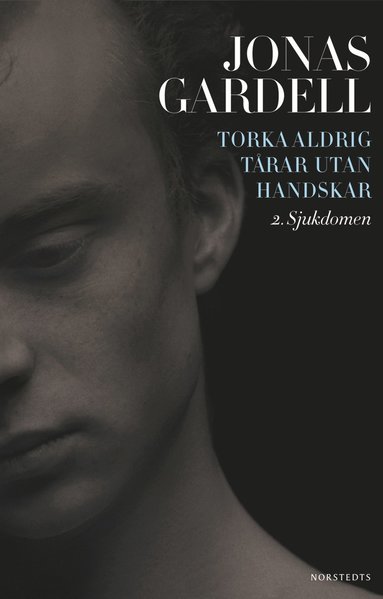 JONAS
GARDELL
TORKA ALDRIG
TÅRAR UTAN
HANDSKAR
2. Sjukdomen
NORSTEDTS